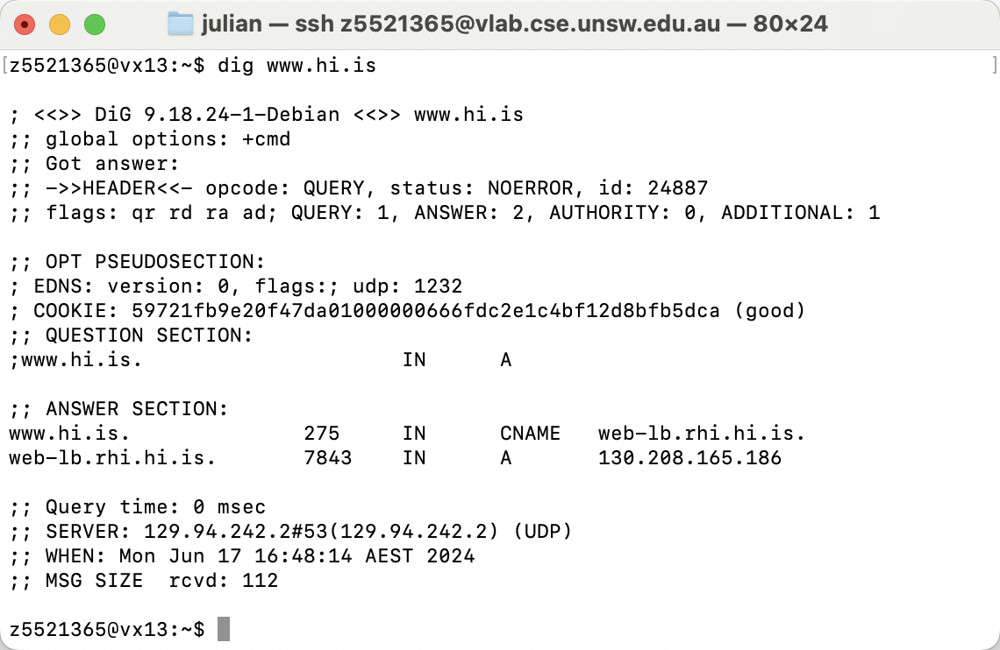 julian — ssh z5521365@vlab.cse.unsw.edu.au — 80×24
[z5521365@vx13:~$ dig www.hi.is ]
; <<>> DiG 9.18.24-1-Debian <<>> www.hi.is
;; global options: +cmd
;; Got answer:
;; ->>HEADER<<- opcode: QUERY, status: NOERROR, id: 24887
;; flags: qr rd ra ad; QUERY: 1, ANSWER: 2, AUTHORITY: 0, ADDITIONAL: 1
;; OPT PSEUDOSECTION:
; EDNS: version: 0, flags:; udp: 1232
; COOKIE: 59721fb9e20f47da01000000666fdc2e1c4bf12d8bfb5dca (good)
;; QUESTION SECTION:
;www.hi.is. IN A
;; ANSWER SECTION:
www.hi.is. 275 IN CNAME web-lb.rhi.hi.is.
web-lb.rhi.hi.is. 7843 IN A 130.208.165.186
;; Query time: 0 msec
;; SERVER: 129.94.242.2#53(129.94.242.2) (UDP)
;; WHEN: Mon Jun 17 16:48:14 AEST 2024
;; MSG SIZE  rcvd: 112
z5521365@vx13:~$